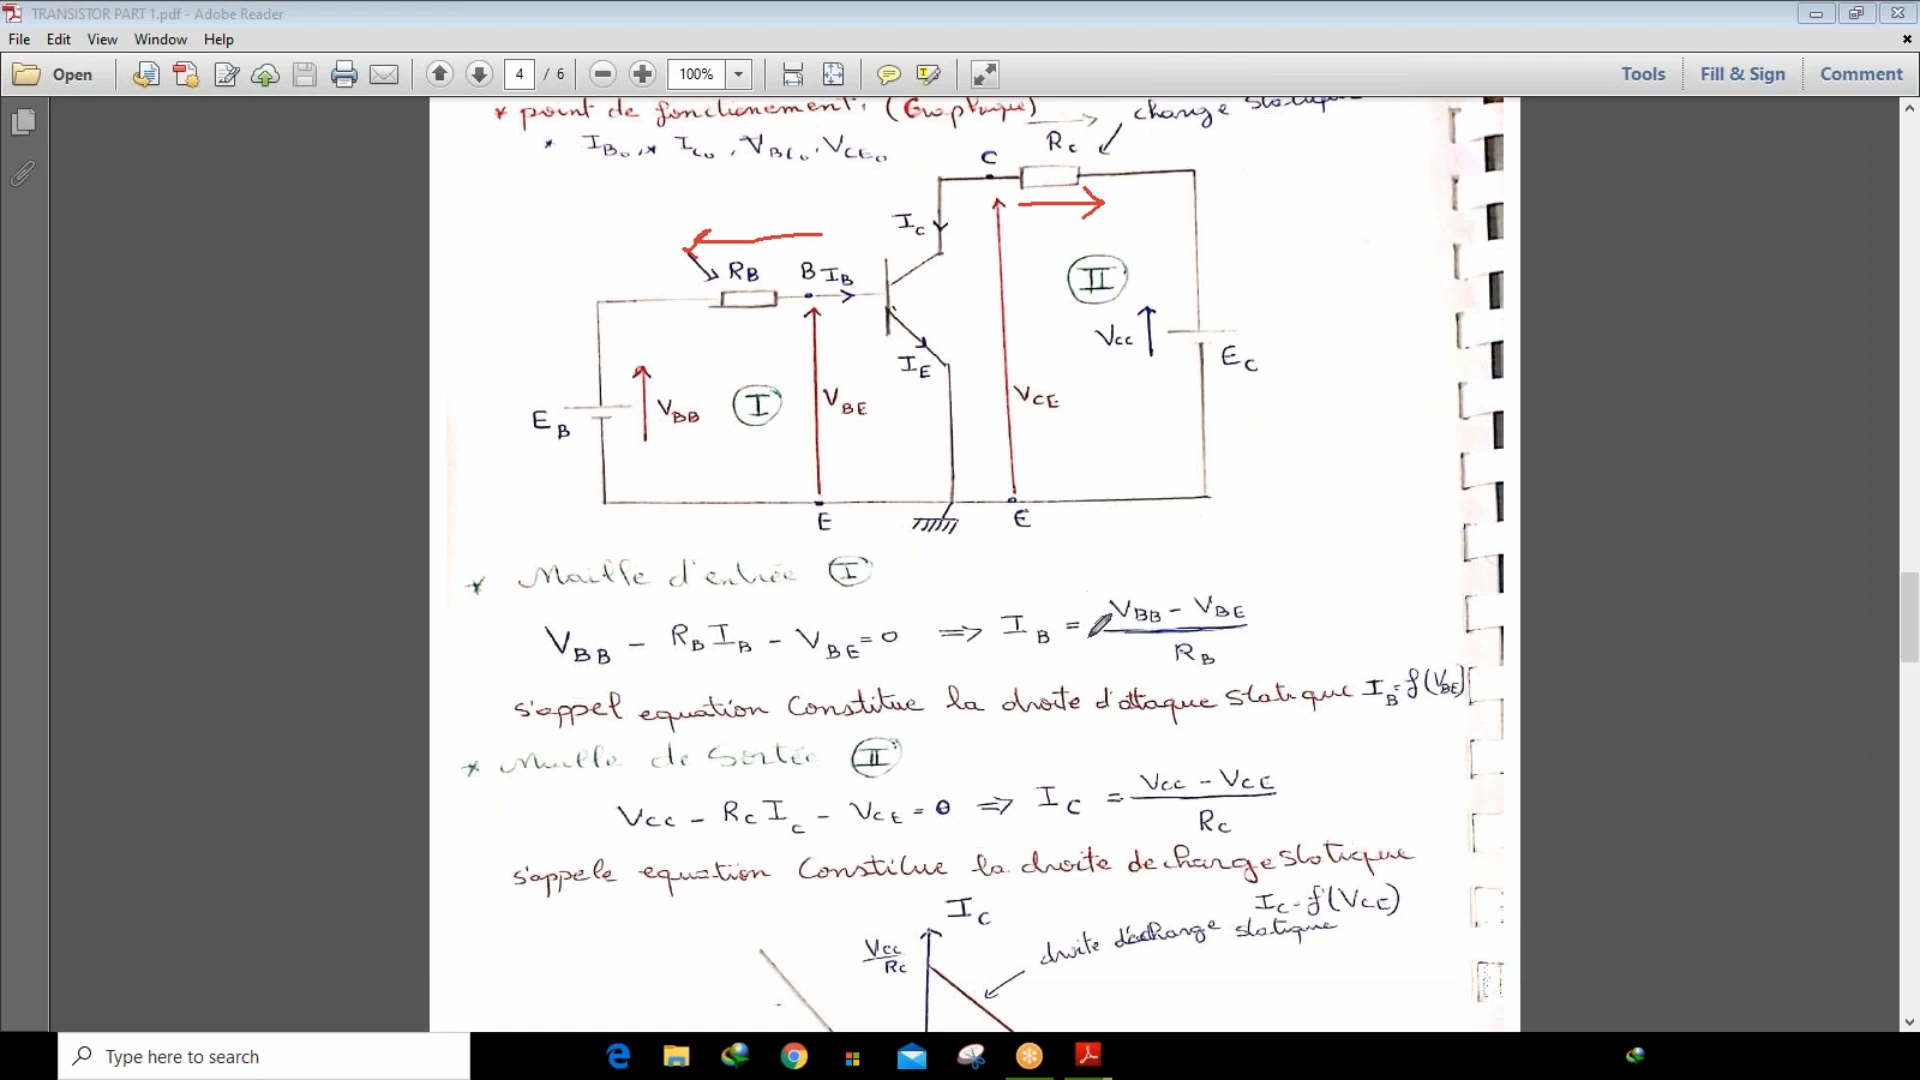 TRANSISTOR PART 1.pdf - Adobe Reader
File Edit View Window Help
Open 4 / 6 100% Tools Fill & Sign Comment
* point de fonctionement: (Graphique)
change statique
* IB₀, * IC₀, VBE₀, VCE₀
RC
C
IC
RB B IB
II
VCC
EC
IE
VBB I VBE VCE
EB
E E
* Maille d'entrée I
VBB - RB IB - VBE = 0 => IB = VBB - VBE
RB
s'appel equation Constitue la droite d'attaque statique IB = f(VBE)
* Maille de Sortée II
VCC - RC IC - VCE = 0 => IC = VCC - VCE
RC
s'appele equation Constitue la droite de charge statique
IC = f(VCE)
IC
VCC
RC
droite décharge statique
Type here to search